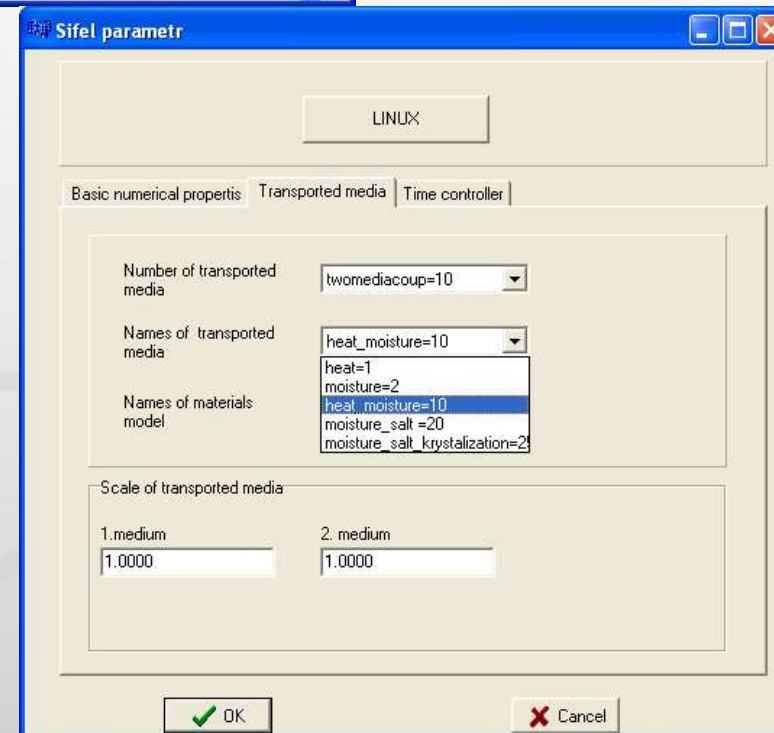 Sifel parametr
LINUX
Basic numerical propertis Transported media Time controller
Number of transported
media
twomediacoup=10
Names of transported
media
heat_moisture=10
heat=1
moisture=2
heat_moisture=10
moisture_salt =20
moisture_salt_krystalization=2
Names of materials
model
Scale of transported media
1.medium 2. medium
1.0000 1.0000
OK Cancel